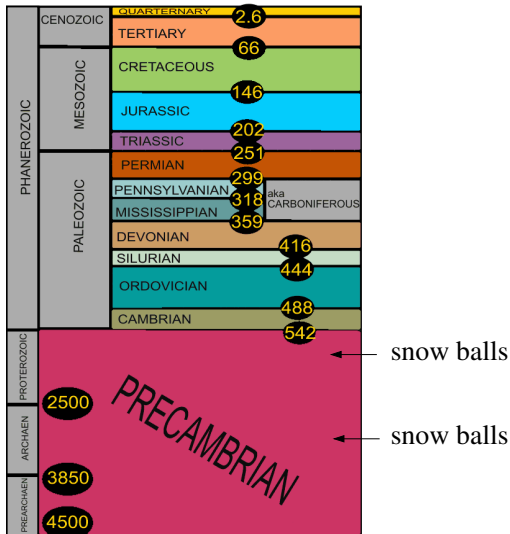 QUARTERNARY
2.6
CENOZOIC
TERTIARY
66
CRETACEOUS
146
MESOZOIC
JURASSIC
202
TRIASSIC
251
PHANEROZOIC
PERMIAN
299
PENNSYLVANIAN
aka
CARBONIFEROUS
318
MISSISSIPPIAN
359
PALEOZOIC
DEVONIAN
416
SILURIAN
444
ORDOVICIAN
488
CAMBRIAN
542
PROTEROZOIC
snow balls
2500
PRECAMBRIAN
ARCHAEN
snow balls
3850
PREARCHAEN
4500